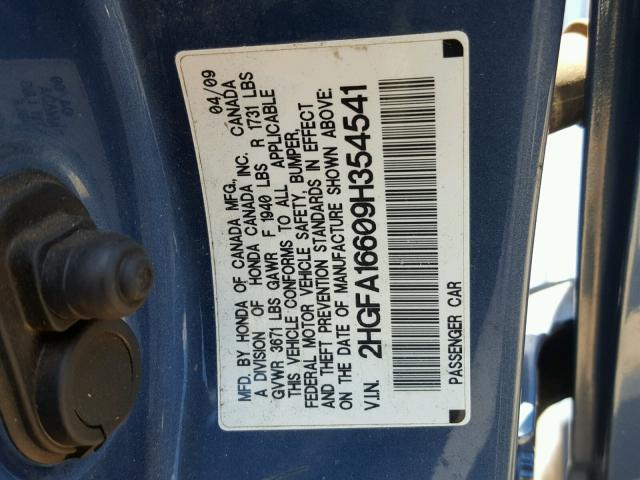 MFD. BY HONDA OF CANADA MFG., CANADA 04/09
A DIVISION OF HONDA CANADA INC.
GVWR 3671 LBS GAWR F 1940 LBS R 1731 LBS
THIS VEHICLE CONFORMS TO ALL APPLICABLE
FEDERAL MOTOR VEHICLE SAFETY, BUMPER,
AND THEFT PREVENTION STANDARDS IN EFFECT
ON THE DATE OF MANUFACTURE SHOWN ABOVE:
V.I.N. 2HGFA16609H354541
PASSENGER CAR